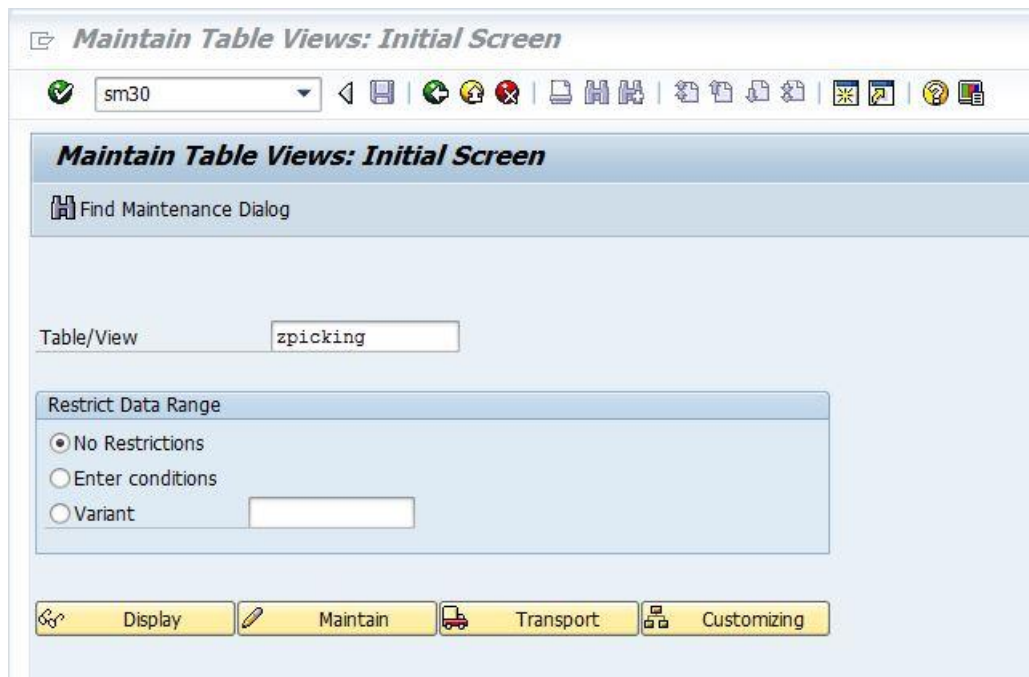 Maintain Table Views: Initial Screen
sm30
Maintain Table Views: Initial Screen
Find Maintenance Dialog
Table/View zpicking
Restrict Data Range
No Restrictions
Enter conditions
Variant
Display Maintain Transport Customizing